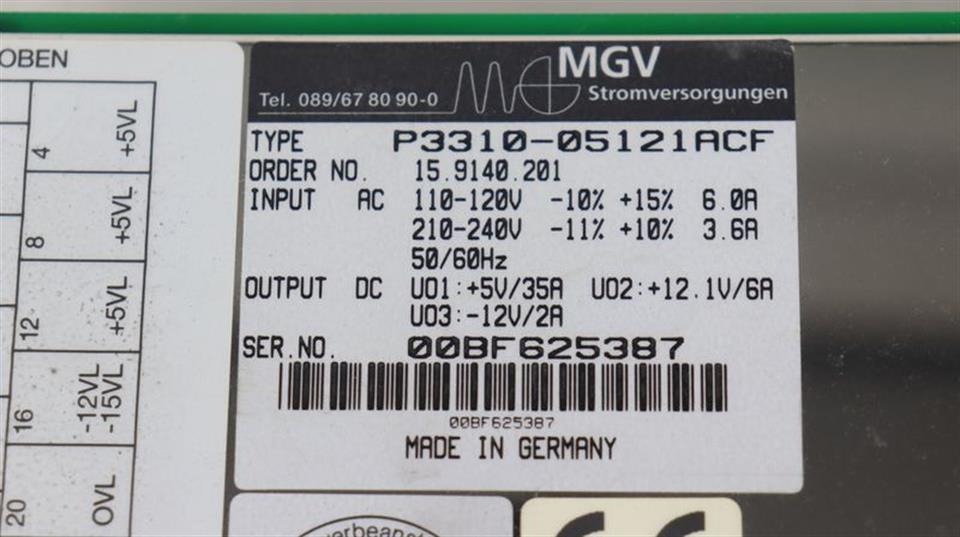 OBEN
4 +5VL
8 +5VL
12 +5VL
16 -12VL -15VL
20 OVL
MGV
Stromversorgungen
Tel. 089/67 80 90-0
TYPE P3310-05121ACF
ORDER NO. 15.9140.201
INPUT AC 110-120V -10% +15% 6.0A
210-240V -11% +10% 3.6A
50/60Hz
OUTPUT DC U01:+5V/35A U02:+12.1V/6A
U03:-12V/2A
SER.NO. 00BF625387
00BF625387
MADE IN GERMANY
CE